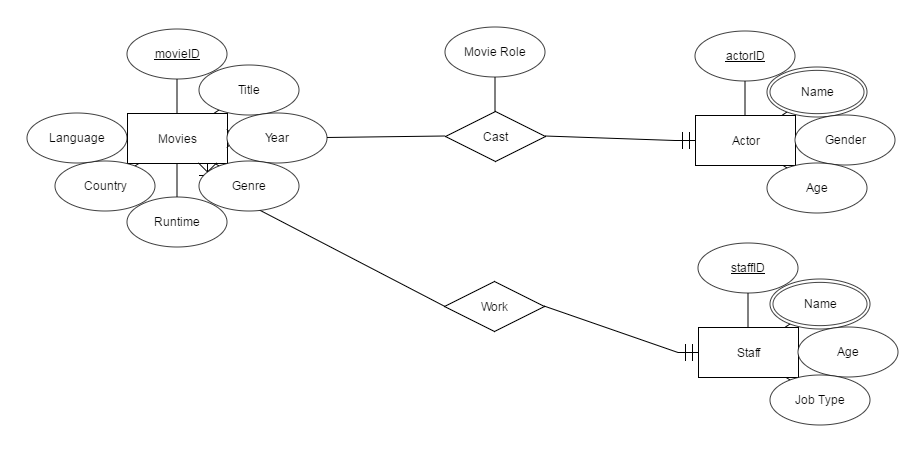 movieID
Title
Movies
Language
Year
Country
Genre
Runtime
Movie Role
Cast
actorID
Name
Actor
Gender
Age
Work
staffID
Name
Staff
Age
Job Type